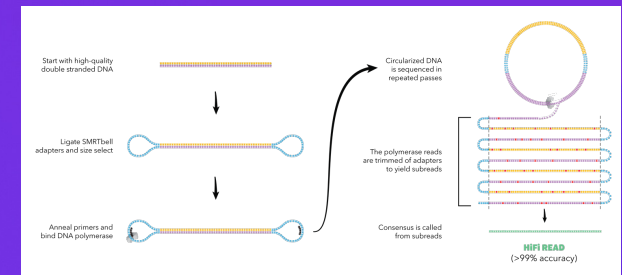 Start with high-quality
double stranded DNA
Ligate SMRTbell
adapters and size select
Anneal primers and
bind DNA polymerase
Circularized DNA
is sequenced in
repeated passes
The polymerase reads
are trimmed of adapters
to yield subreads
Consensus is called
from subreads
HiFi READ
(>99% accuracy)